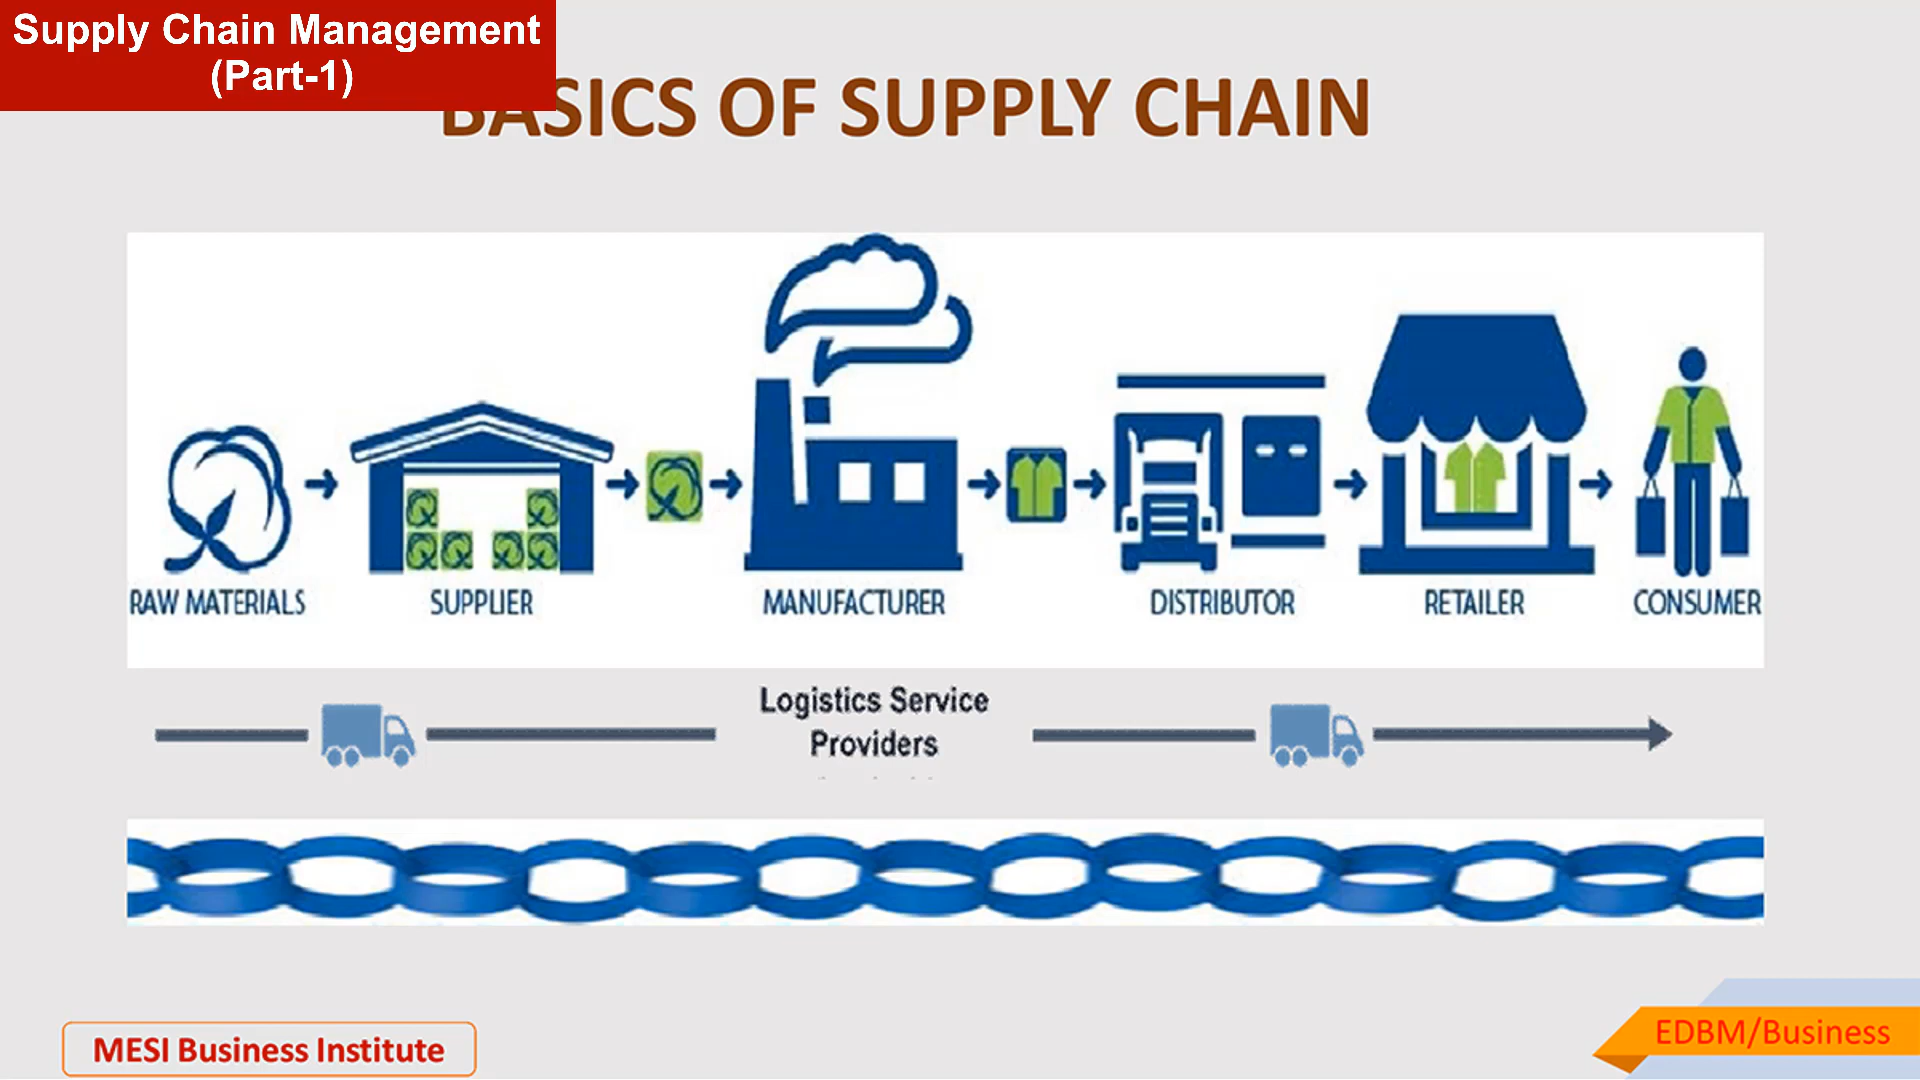 Supply Chain Management
(Part-1)
BASICS OF SUPPLY CHAIN
RAW MATERIALS
SUPPLIER
MANUFACTURER
DISTRIBUTOR
RETAILER
CONSUMER
Logistics Service
Providers
MESI Business Institute
EDBM/Business